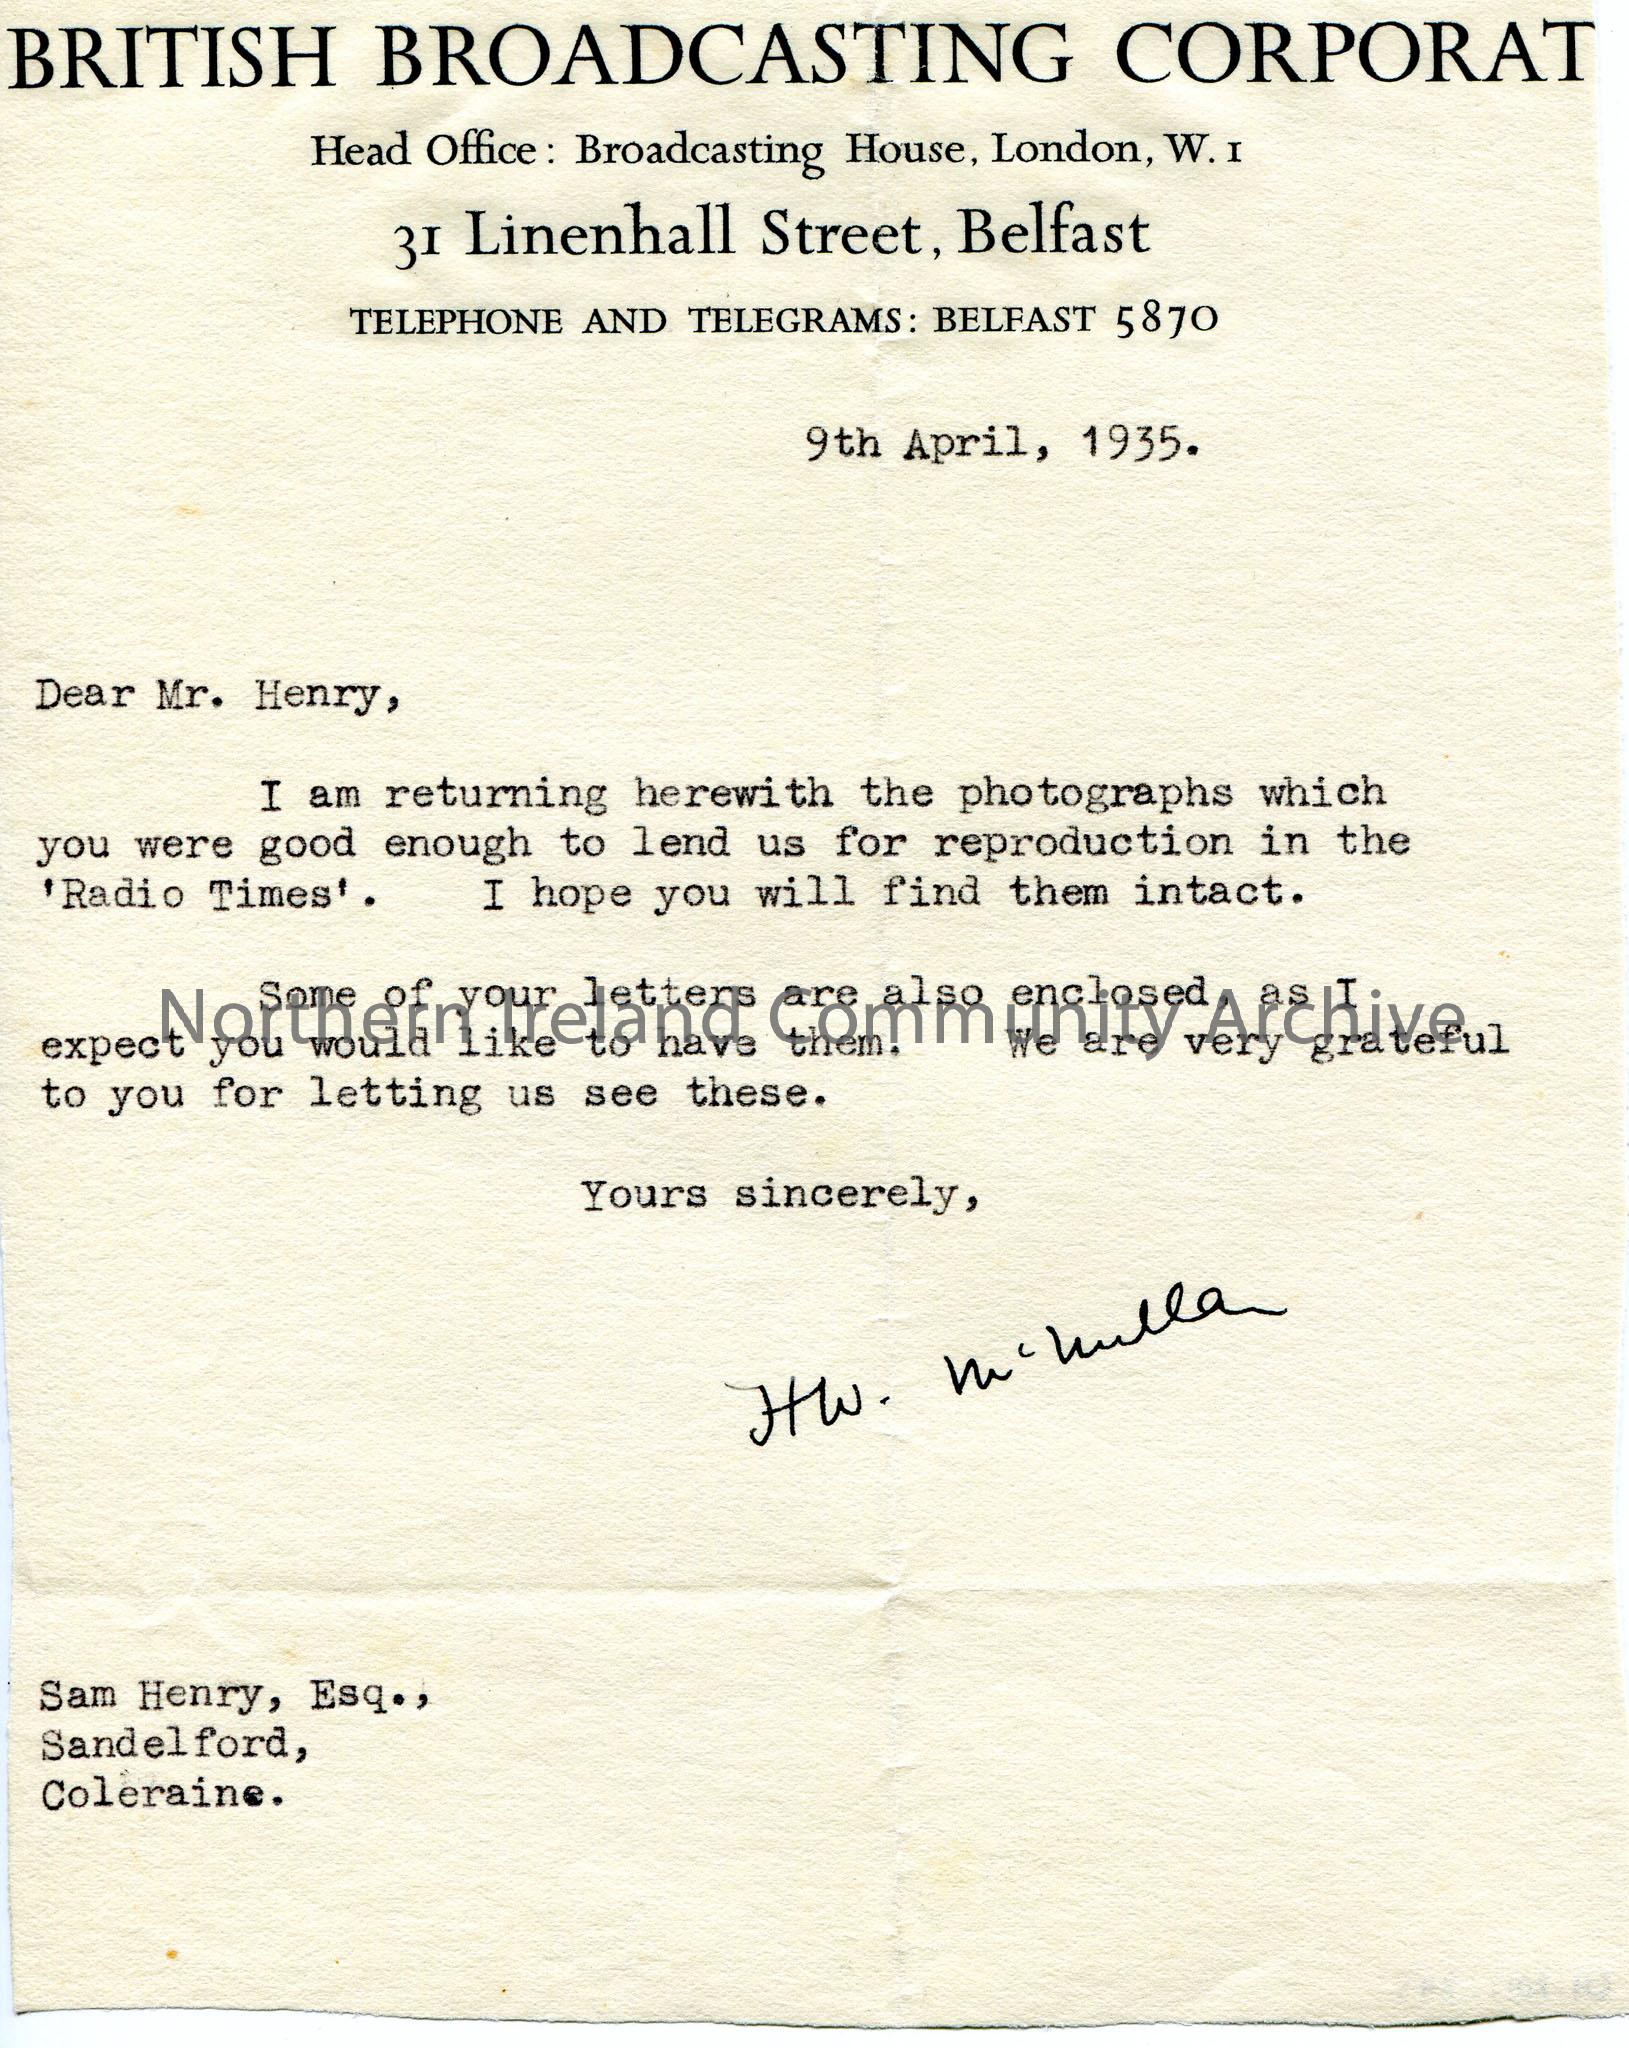 BRITISH BROADCASTING CORPORAT
Head Office: Broadcasting House, London, W. 1
31 Linenhall Street, Belfast
TELEPHONE AND TELEGRAMS: BELFAST 5870
9th April, 1935.
Dear Mr. Henry,
I am returning herewith the photographs which
you were good enough to lend us for reproduction in the
'Radio Times'. I hope you will find them intact.
Some of your letters are also enclosed, as I
Northern Ireland Community Archive
expect you would like to have them. We are very grateful
to you for letting us see these.
Yours sincerely,
HW. McMullan
Sam Henry, Esq.,
Sandelford,
Coleraine.